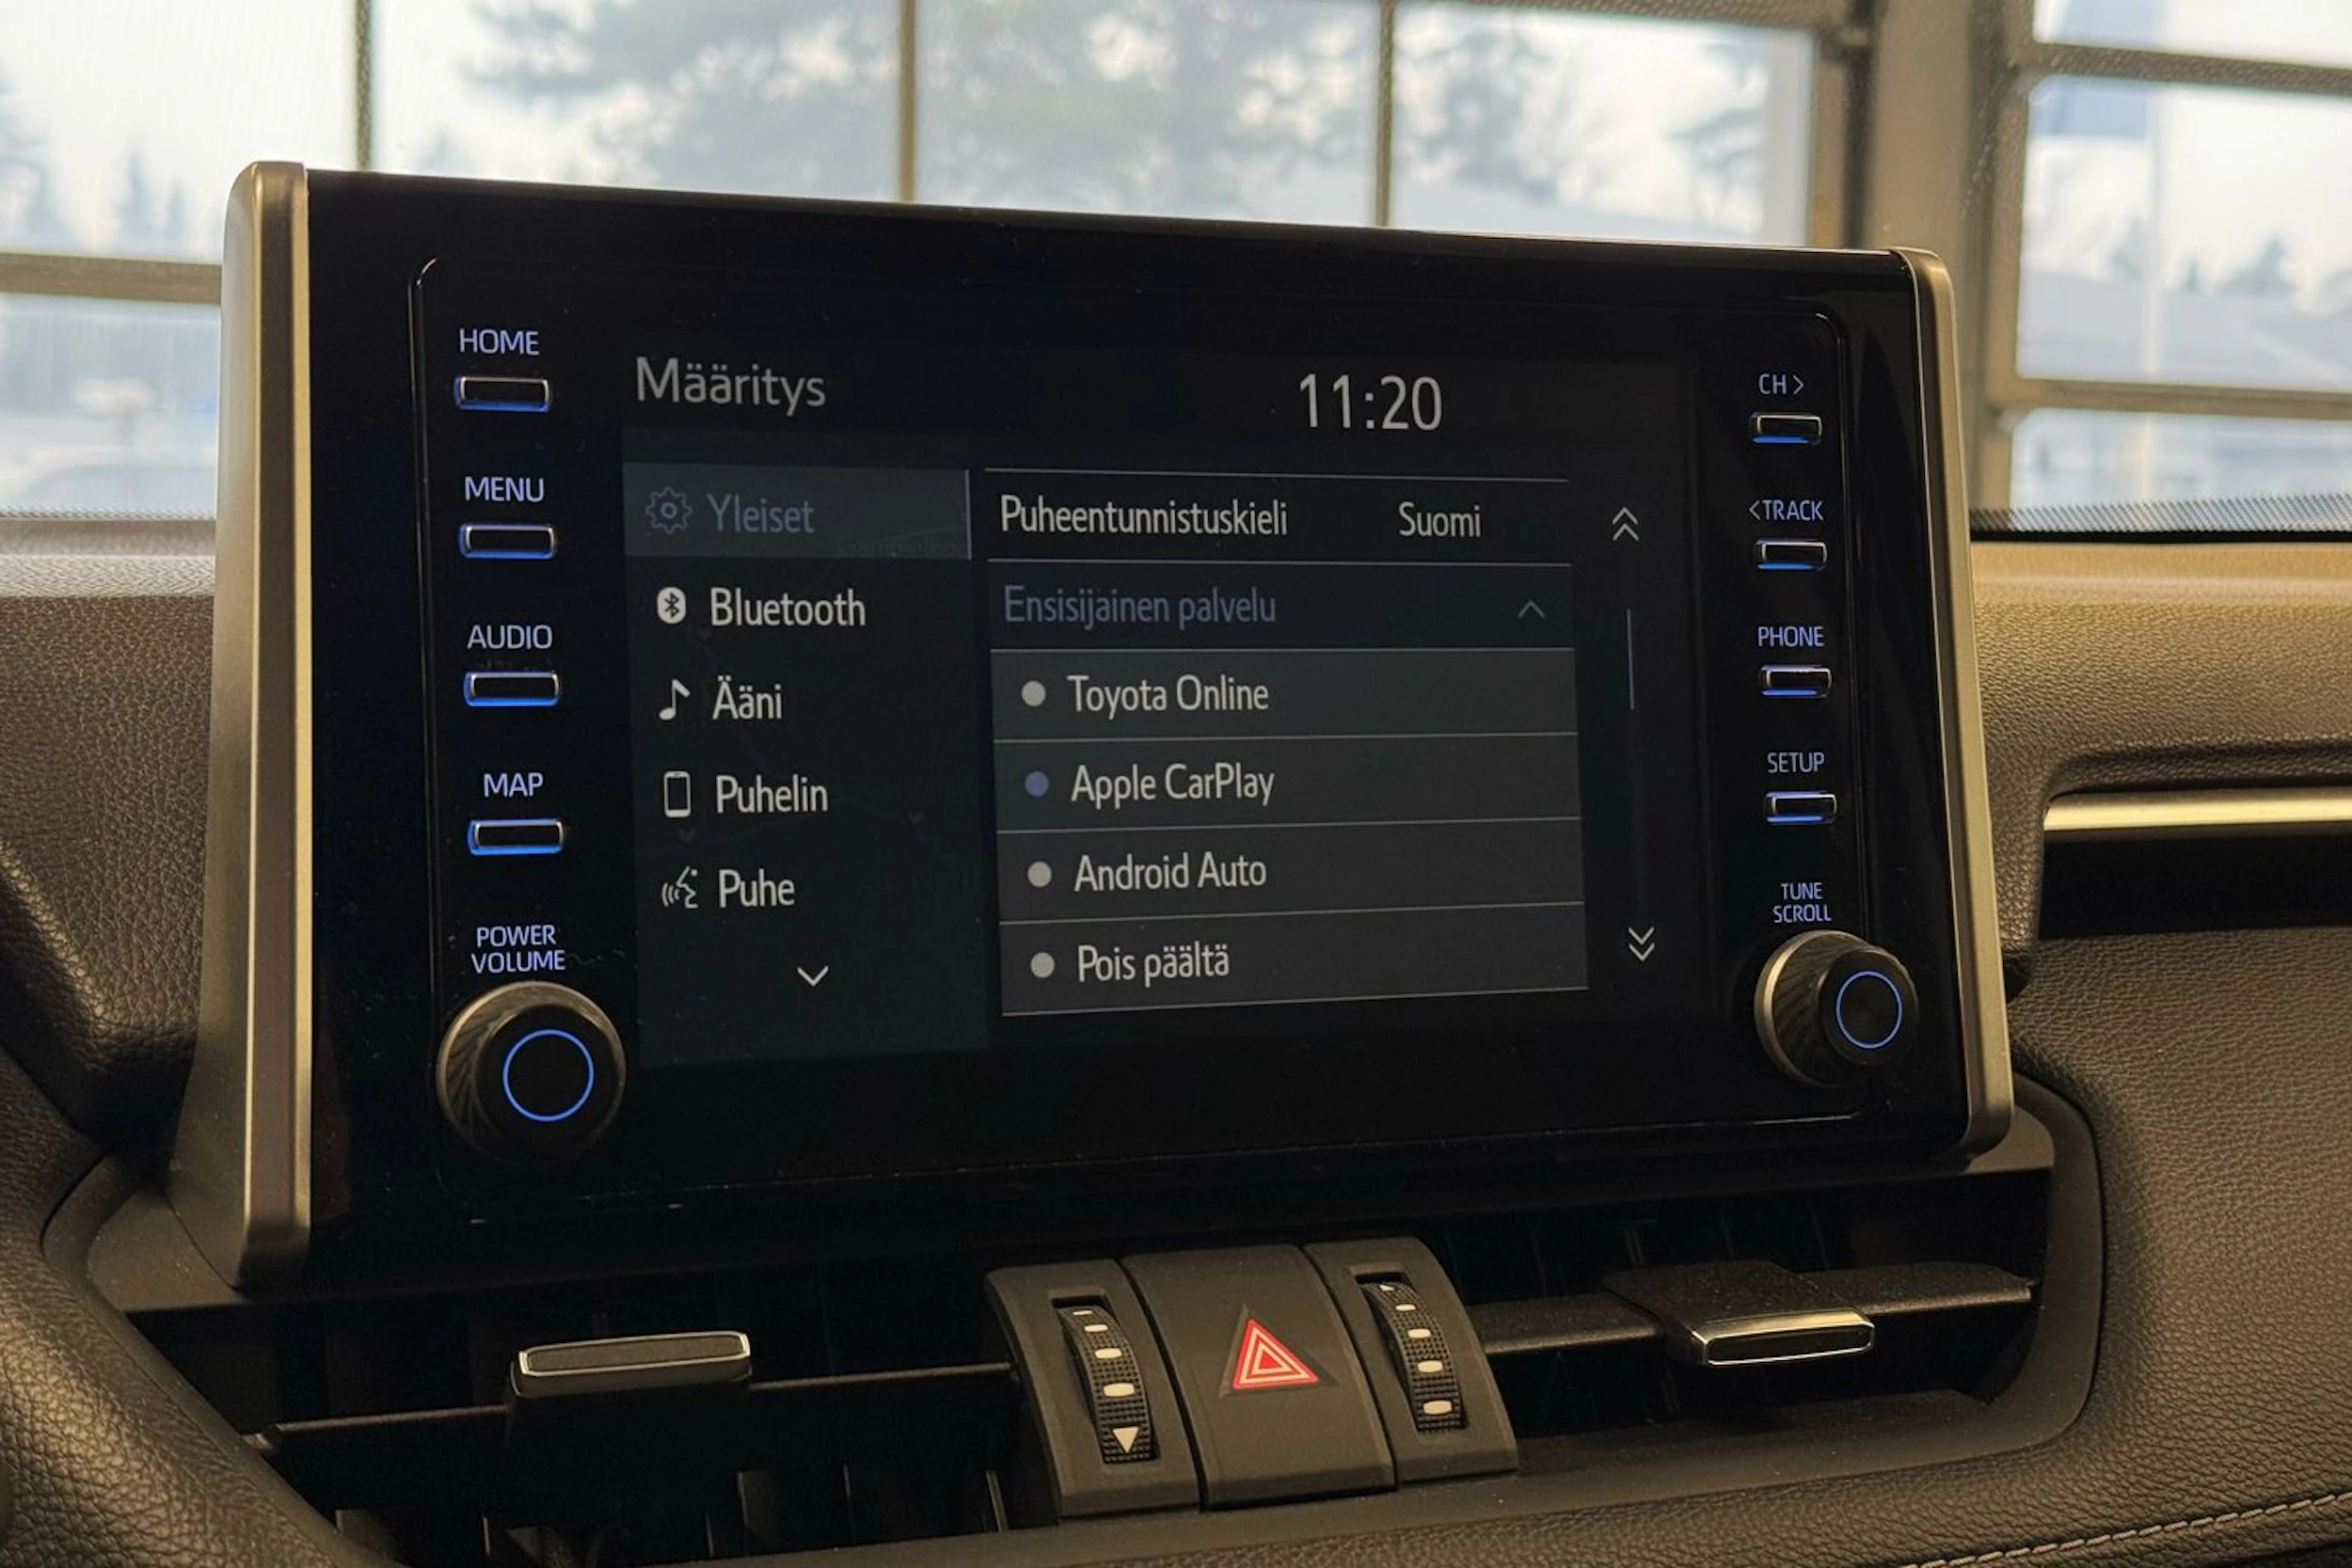 HOME
MENU
AUDIO
MAP
POWER
VOLUME
Määritys
11:20
Yleiset
Bluetooth
Ääni
Puhelin
Puhe
Puheentunnistuskieli Suomi
Ensisijainen palvelu
Toyota Online
Apple CarPlay
Android Auto
Pois päältä
CH >
< TRACK
PHONE
SETUP
TUNE
SCROLL